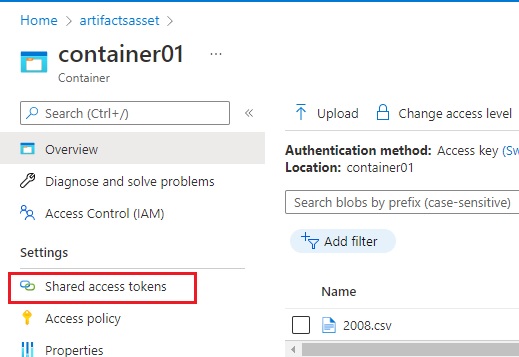 Home > artifactsasset >
container01 ...
Container
Search (Ctrl+/) «
Overview
Diagnose and solve problems
Access Control (IAM)
Settings
Shared access tokens
Access policy
Properties
Upload Change access level
Authentication method: Access key (Sw
Location: container01
Search blobs by prefix (case-sensitive)
Add filter
Name
2008.csv